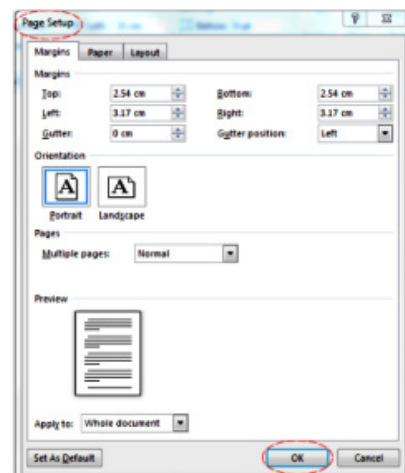 Page Setup
Margins Paper Layout
Margins
Top: 2.54 cm Bottom: 2.54 cm
Left: 3.17 cm Right: 3.17 cm
Gutter: 0 cm Gutter position: Left
Orientation
A A
Portrait Landscape
Pages
Multiple pages: Normal
Preview
Apply to: Whole document
Set As Default OK Cancel